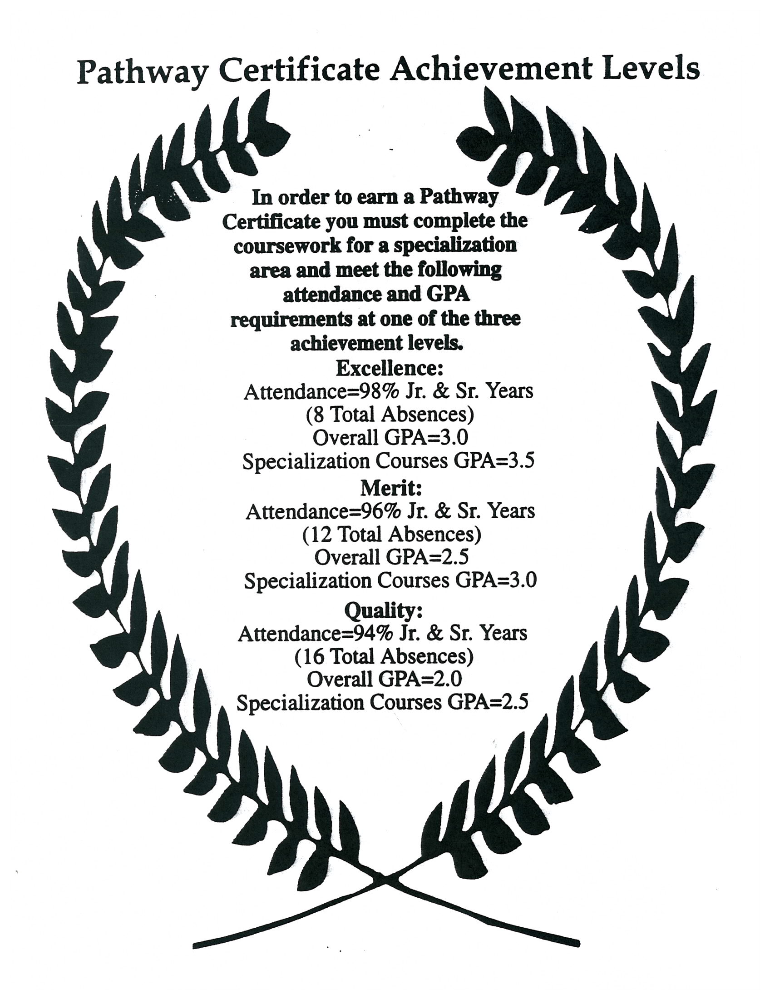 Pathway Certificate Achievement Levels
In order to earn a Pathway
Certificate you must complete the
coursework for a specialization
area and meet the following
attendance and GPA
requirements at one of the three
achievement levels.
Excellence:
Attendance=98% Jr. & Sr. Years
(8 Total Absences)
Overall GPA=3.0
Specialization Courses GPA=3.5
Merit:
Attendance=96% Jr. & Sr. Years
(12 Total Absences)
Overall GPA=2.5
Specialization Courses GPA=3.0
Quality:
Attendance=94% Jr. & Sr. Years
(16 Total Absences)
Overall GPA=2.0
Specialization Courses GPA=2.5